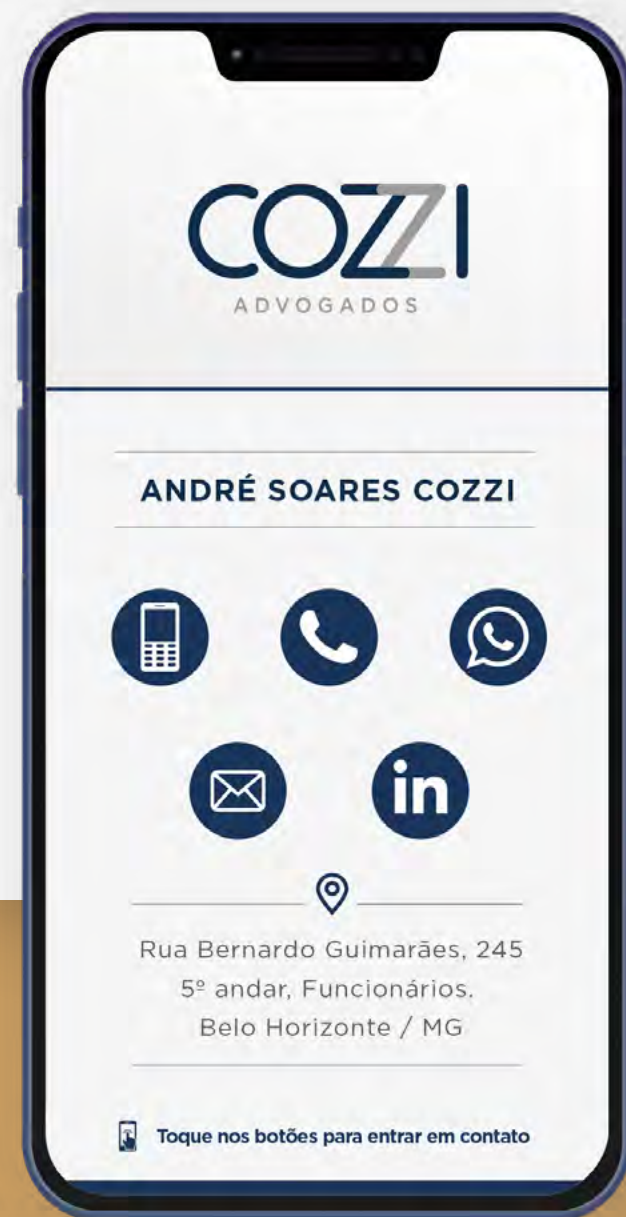 COZZI
ADVOGADOS
ANDRÉ SOARES COZZI
in
Rua Bernardo Guimarães, 245
5º andar, Funcionários.
Belo Horizonte / MG
Toque nos botões para entrar em contato